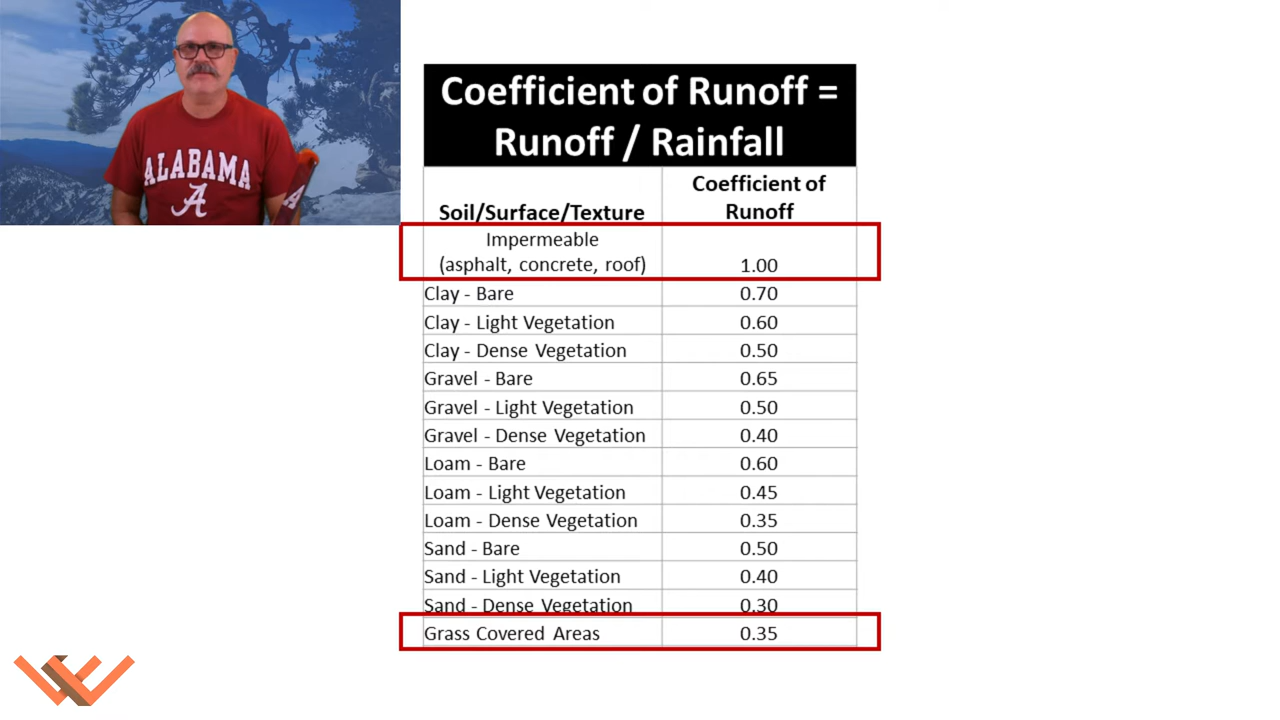 ALABAMA
A
A
Coefficient of Runoff =
Runoff / Rainfall
Soil/Surface/Texture
Coefficient of
Runoff
Impermeable
(asphalt, concrete, roof) 1.00
Clay - Bare 0.70
Clay - Light Vegetation 0.60
Clay - Dense Vegetation 0.50
Gravel - Bare 0.65
Gravel - Light Vegetation 0.50
Gravel - Dense Vegetation 0.40
Loam - Bare 0.60
Loam - Light Vegetation 0.45
Loam - Dense Vegetation 0.35
Sand - Bare 0.50
Sand - Light Vegetation 0.40
Sand - Dense Vegetation 0.30
Grass Covered Areas 0.35